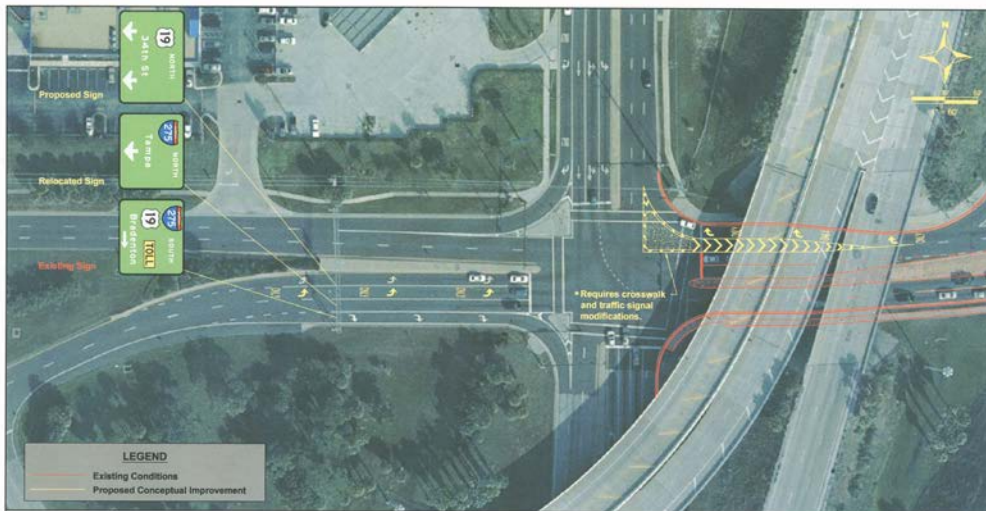 NORTH
19
34th St
Proposed Sign
NORTH
275
Tampa
Relocated Sign
SOUTH
275
19 TOLL
Bradenton
Existing Sign
* Requires crosswalk
and traffic signal
modifications.
N
LEGEND
Existing Conditions
Proposed Conceptual Improvement